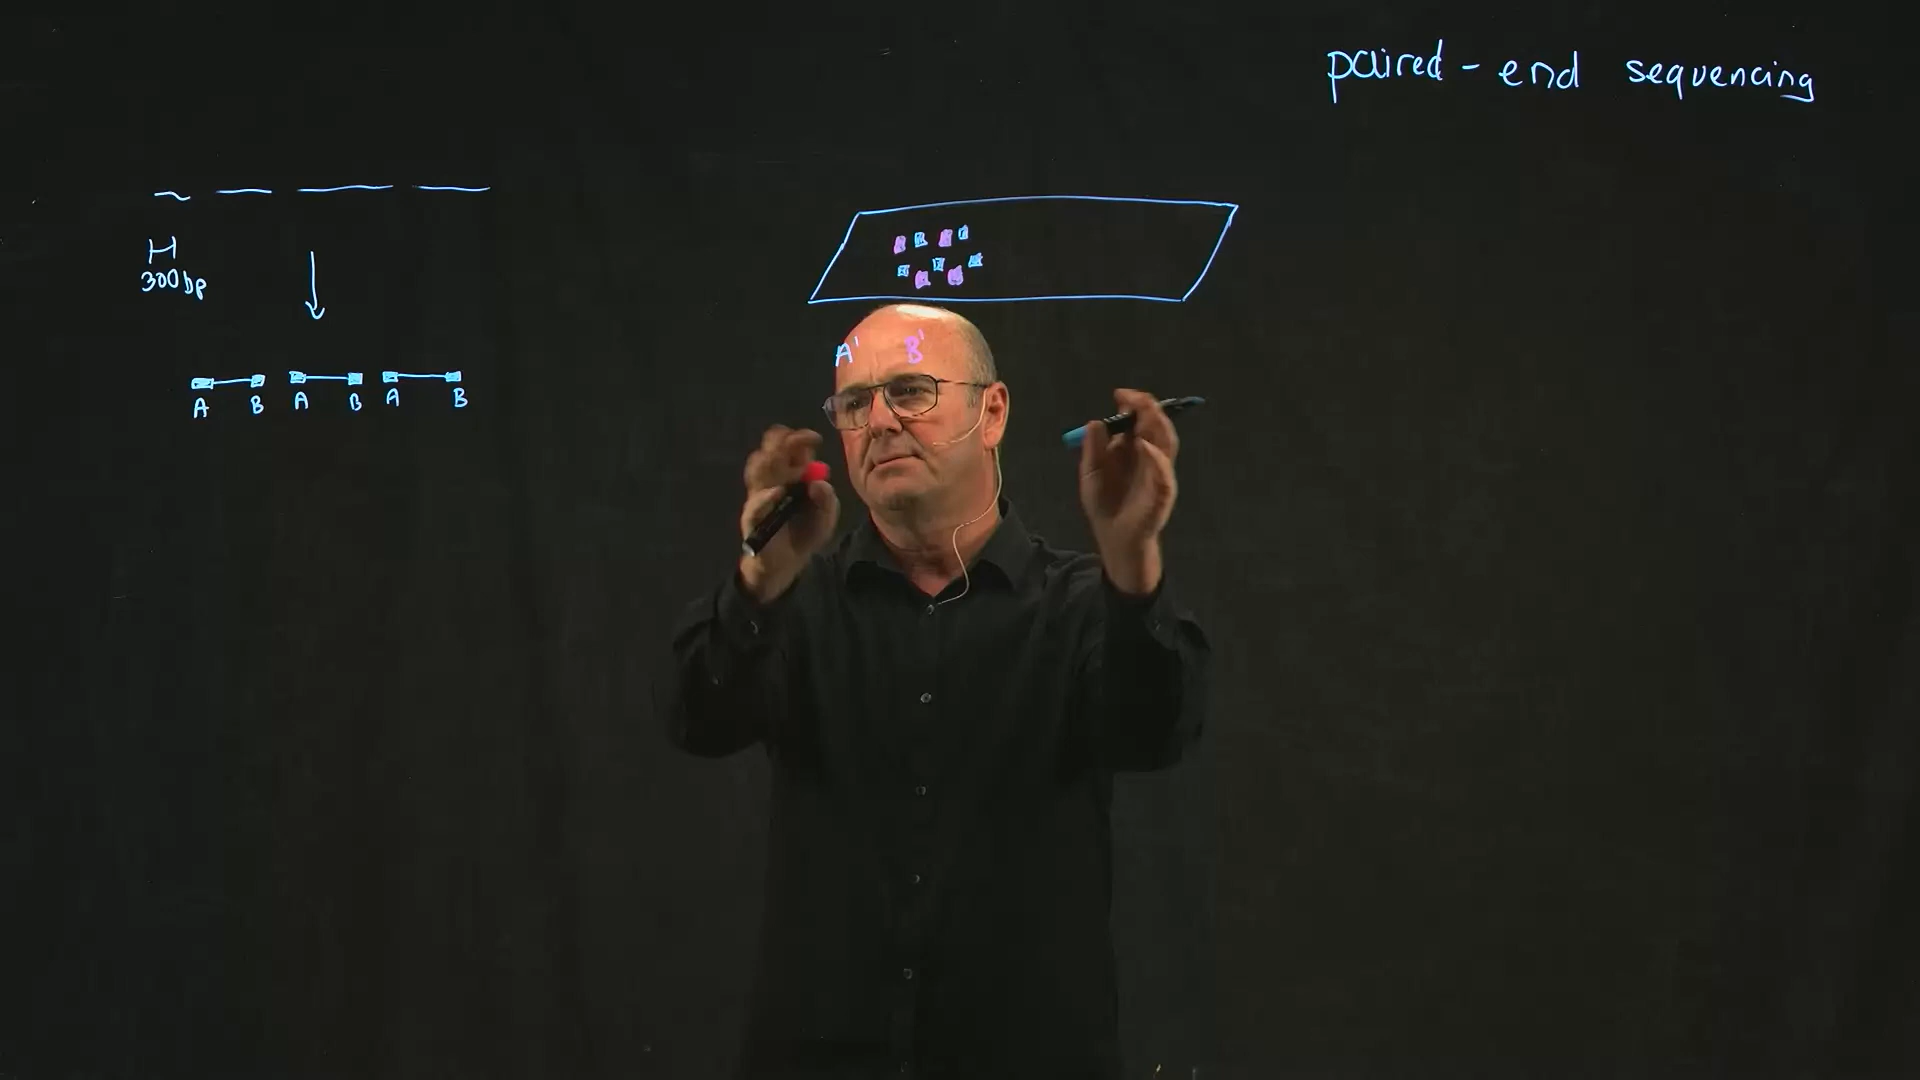 paired - end sequencing
300bp
A B A B A B
A' B'